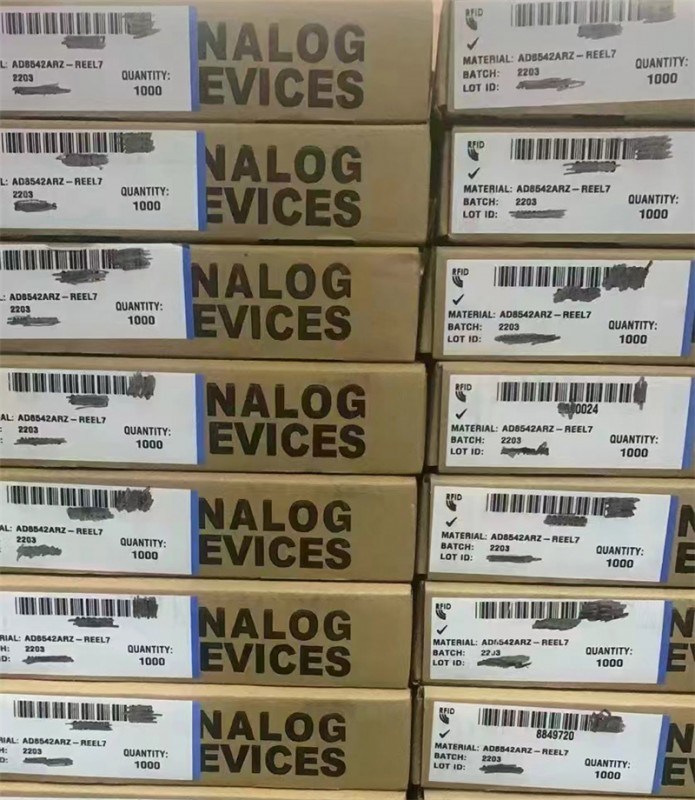 L: AD8542ARZ – REEL7
2203
QUANTITY:
1000
NALOG
EVICES
L: AD8542ARZ – REEL7
2203
QUANTITY:
1000
NALOG
EVICES
L: AD8542ARZ – REEL7
2203
QUANTITY:
1000
NALOG
EVICES
AL: AD8542ARZ – REEL7
: 2203
:
QUANTITY:
1000
NALOG
EVICES
AL: AD8542ARZ – REEL7
2203
:
QUANTITY:
1000
NALOG
EVICES
RIAL: AD8542ARZ – REEL7
H: 2203
D:
QUANTITY:
1000
NALOG
EVICES
IAL: AD8542ARZ – REEL7
H: 2203
D:
QUANTITY:
1000
NALOG
EVICES
RFID
MATERIAL: AD8542ARZ – REEL7
BATCH: 2203
LOT ID:
QUANTITY:
1000
RFID
MATERIAL: AD8542ARZ – REEL7
BATCH: 2203
LOT ID:
QUANTITY:
1000
RFID
MATERIAL: AD8542ARZ – REEL7
BATCH: 2203
LOT ID:
QUANTITY:
1000
RFID
0024
MATERIAL: AD8542ARZ – REEL7
BATCH: 2203
LOT ID:
QUANTITY:
1000
RFID
MATERIAL: AD8542ARZ – REEL7
BATCH: 2203
LOT ID:
QUANTITY:
1000
N
E
RFID
MATERIAL: AD8542ARZ – REEL7
BATCH: 2203
LOT ID:
QUANTITY:
1000
N
E
RFID
8849720
MATERIAL: AD8542ARZ – REEL7
BATCH: 2203
LOT ID:
QUANTITY:
1000
N
E